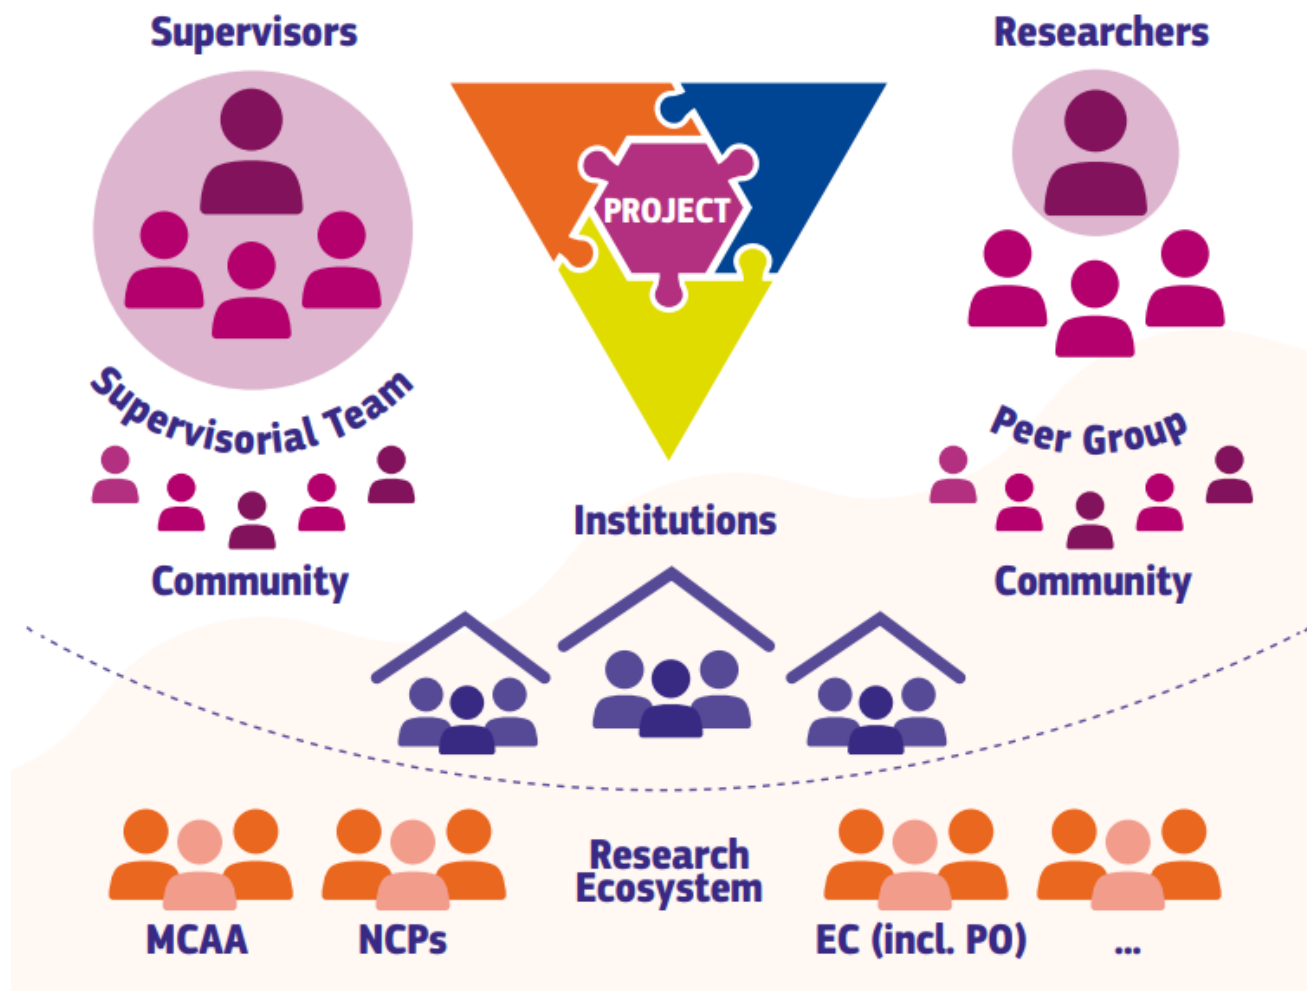 Supervisors
Researchers
PROJECT
Supervisorial Team
Peer Group
Institutions
Community
Community
Research
Ecosystem
MCAA
NCPs
EC (incl. PO)
...